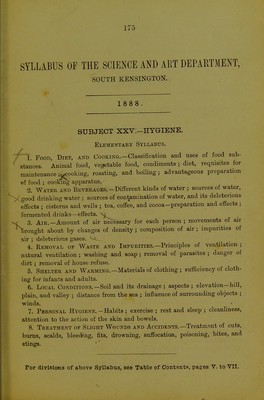 175
SYLLABUS OF THE SCIENCE AND ART DEPARTMENT,
SOUTH KENSINGTON.
1888.
SUBJECT XXV.—HYGIENE.
ELEMENTARY SYLLABUS.
1. FOOD, DIET, AND COOKING.—Classification and uses of food sub-
stances. Animal food, vegetable food, condiments; diet, requisites for
maintenance; cooking, roasting, and boiling; advantageous preparation
of food; cooking apparatus.
2. WATER AND BEVERAGES.—Different kinds of water; sources of water,
good drinking water; sources of contamination of water, and its deleterious
effects; cisterns and wells; tea, coffee, and cocoa—preparation and effects;
fermented drinks—effects.
3. AIR.—Amount of air necessary for each person; movements of air
brought about by changes of density; composition of air; impurities of
air; deleterious gases.
4. REMOVAL OF WASTE AND IMPURITIES.—Principles of ventilation;
natural ventilation; washing and soap; removal of parasites; danger of
dirt; removal of house refuse.
5. SHELTER AND WARMING.—Materials of clothing; sufficiency of cloth-
ing for infants and adults.
6. LOCAL CONDITIONS.—Soil and its drainage; aspects; elevation—hill,
plain, and valley; distance from the sea; influence of surrounding objects;
winds.
7. PERSONAL HYGIENE.—Habits; exercise; rest and sleep; cleanliness,
attention to the action of the skin and bowels.
8. TREATMENT OF SLIGHT WOUNDS AND ACCIDENTS.—Treatment of cuts,
burns, scalds, bleeding, fits, drowning, suffocation, poisoning, bites, and
stings.
For divisions of above Syllabus, see Table of Contents, pages V. to VII.